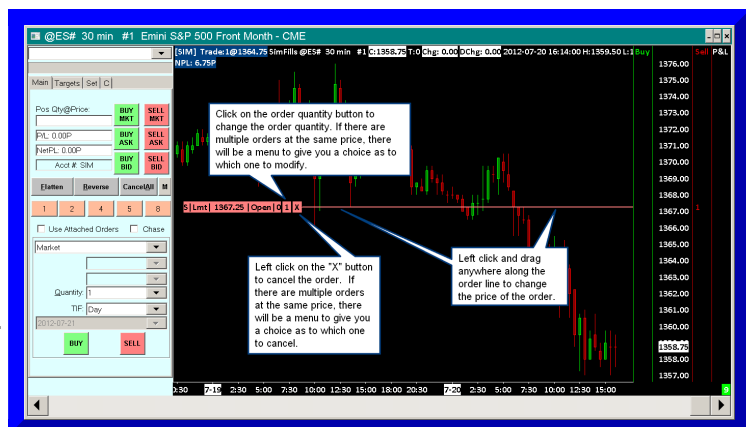 @ES# 30 min #1 Emini S&P 500 Front Month - CME
[SIM] Trade:1@1364.75 SimFills @ES# 30 min #1 C:1358.75 T:0 Chg: 0.00 DChg: 0.00 2012-07-20 16:14:00 H:1359.50 L:1 Buy Sell P&L
NPL: 6.75P
Main Targets Set C
Pos Qty@Price:
BUY MKT
SELL MKT
P/L: 0.00P
BUY ASK
SELL ASK
NetPL: 0.00P
Acct #: SIM
BUY BID
SELL BID
Flatten Reverse CancelAll M
1 2 4 5 8
Use Attached Orders Chase
Market
Quantity: 1
TIF: Day
2012-07-21
BUY SELL
Click on the order quantity button to
change the order quantity. If there are
multiple orders at the same price, there
will be a menu to give you a choice as to
which one to modify.
S|Lmt| 1367.25 |Open|0 1 X
Left click on the "X" button
to cancel the order. If
there are multiple orders
at the same price, there
will be a menu to give you
a choice as to which one
to cancel.
Left click and drag
anywhere along the
order line to change
the price of the order.
1376.00
1375.00
1374.00
1373.00
1372.00
1371.00
1370.00
1369.00
1368.00
1367.00 1
1366.00
1365.00
1364.00
1363.00
1362.00
1361.00
1360.00
1358.75
1358.00
1357.00
0:30 7-19 2:30 5:00 7:30 10:00 12:30 15:00 18:00 20:30 7-20 2:30 5:00 7:30 10:00 12:30 15:00 9